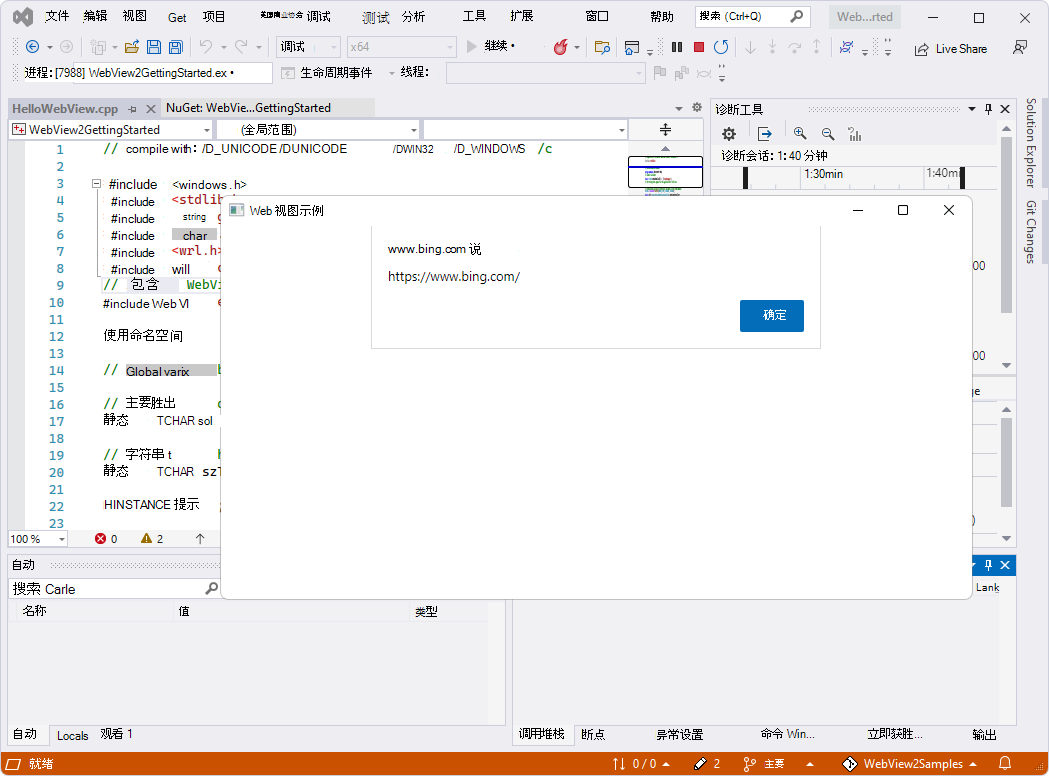 文件 编辑 视图 Get 项目 美国商业协会 调试 测试 分析 工具 扩展 窗口 帮助 搜索 (Ctrl+Q) Web...rted
调试 x64 继续 Live Share
进程: [7988] WebView2GettingStarted.ex 生命周期事件 线程:
HelloWebView.cpp NuGet: WebVie...GettingStarted
WebView2GettingStarted (全局范围)
1 // compile with: /D_UNICODE /DUNICODE /DWIN32 /D_WINDOWS /c
2
3 #include <windows.h>
4 #include <stdlib
5 #include string
6 #include char
7 #include <wrl.h>
8 #include will
9 // 包含 WebVi
10 #include Web VI
11
12 使用命名空间
13
14 // Global varix
15
16 // 主要胜出
17 静态 TCHAR sol
18
19 // 字符串 t
20 静态 TCHAR szT
21
22 HINSTANCE 提示
23
100 % 0 2
Web 视图示例
www.bing.com 说
https://www.bing.com/
确定
诊断工具
诊断会话: 1:40 分钟
1:30min 1:40mi
00
00
ge
)
Solution Explorer
Git Changes
自动
搜索 Carle
名称 值 类型
Lank
自动 Locals 观看 1
调用堆栈 断点 异常设置 命令 Win... 立即获胜... 输出
就绪 0 / 0 2 主要 WebView2Samples